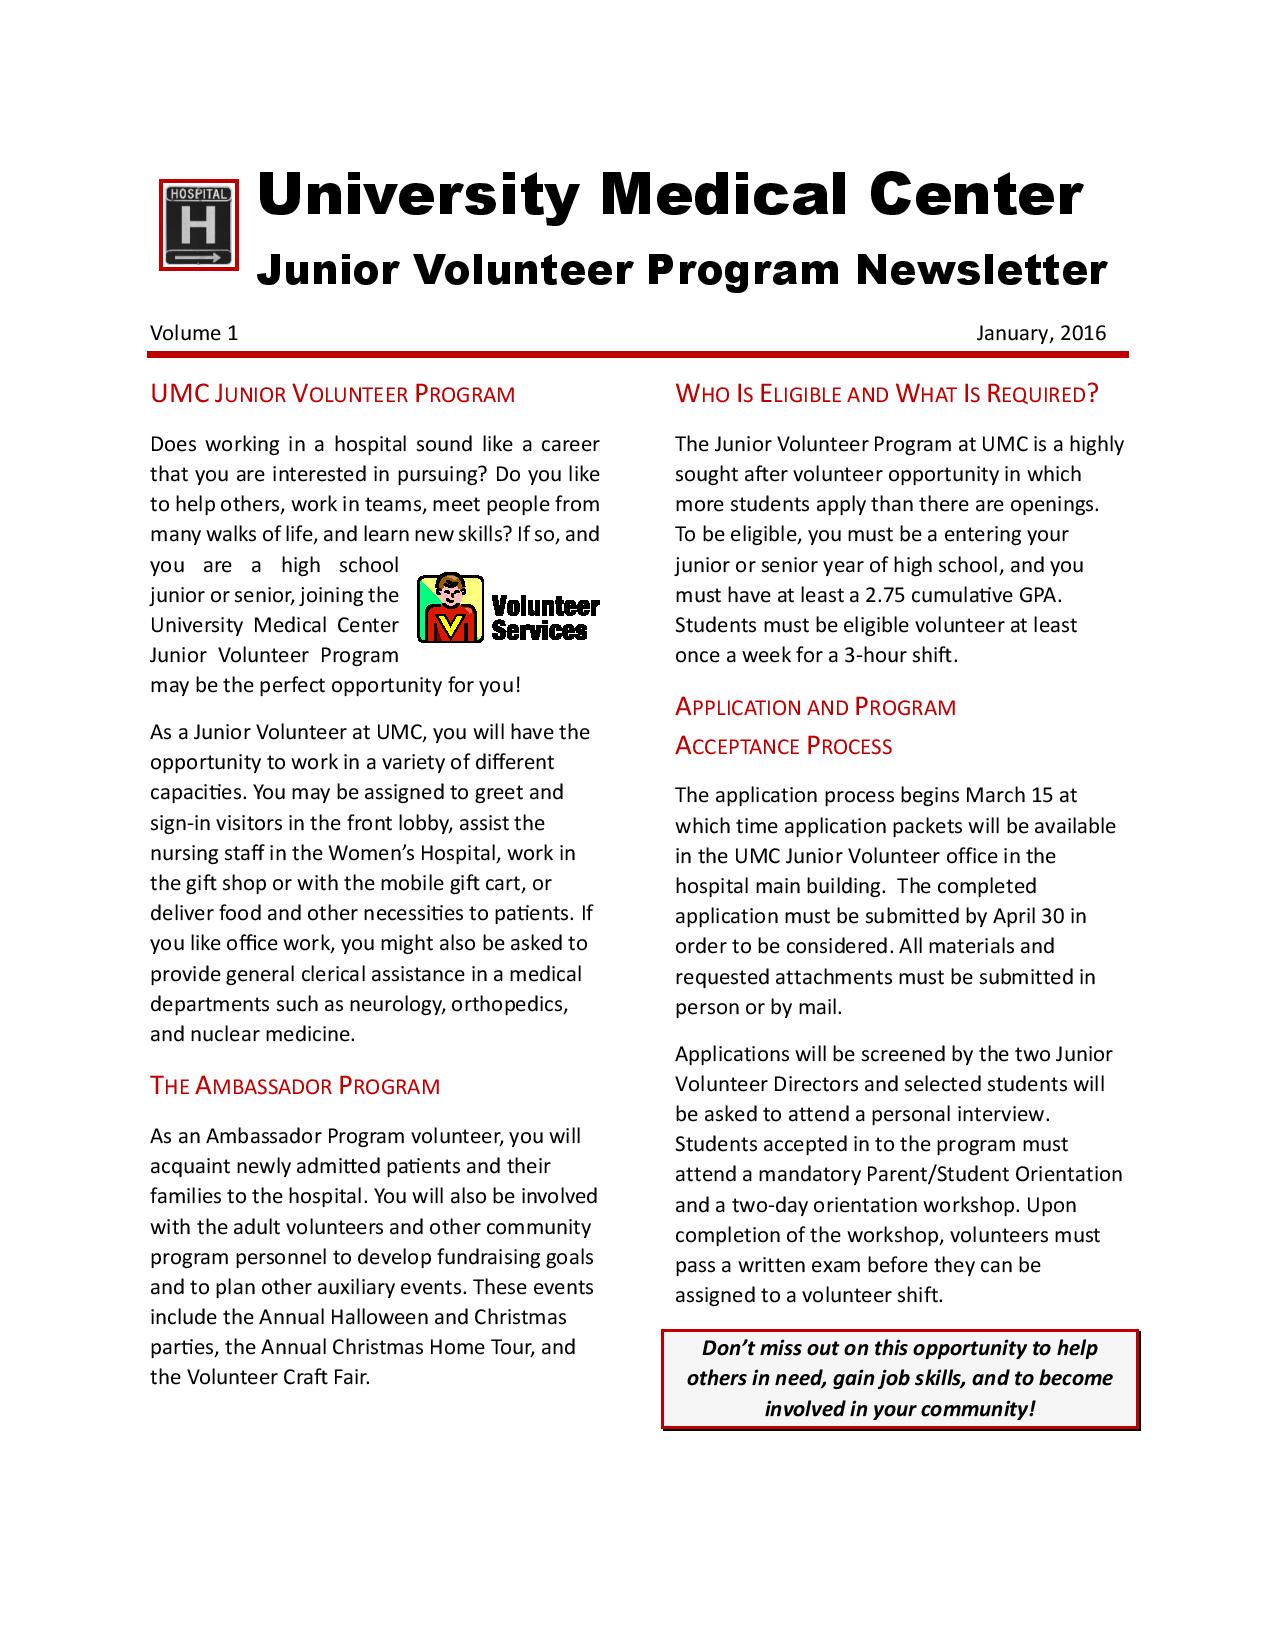 HOSPITAL
H
University Medical Center
Junior Volunteer Program Newsletter
Volume 1 January, 2016
UMC JUNIOR VOLUNTEER PROGRAM
Does working in a hospital sound like a career
that you are interested in pursuing? Do you like
to help others, work in teams, meet people from
many walks of life, and learn new skills? If so, and
you are a high school
junior or senior, joining the
University Medical Center
Junior Volunteer Program
may be the perfect opportunity for you!
Volunteer
Services
As a Junior Volunteer at UMC, you will have the
opportunity to work in a variety of different
capacities. You may be assigned to greet and
sign-in visitors in the front lobby, assist the
nursing staff in the Women’s Hospital, work in
the gift shop or with the mobile gift cart, or
deliver food and other necessities to patients. If
you like office work, you might also be asked to
provide general clerical assistance in a medical
departments such as neurology, orthopedics,
and nuclear medicine.
THE AMBASSADOR PROGRAM
As an Ambassador Program volunteer, you will
acquaint newly admitted patients and their
families to the hospital. You will also be involved
with the adult volunteers and other community
program personnel to develop fundraising goals
and to plan other auxiliary events. These events
include the Annual Halloween and Christmas
parties, the Annual Christmas Home Tour, and
the Volunteer Craft Fair.
WHO IS ELIGIBLE AND WHAT IS REQUIRED?
The Junior Volunteer Program at UMC is a highly
sought after volunteer opportunity in which
more students apply than there are openings.
To be eligible, you must be a entering your
junior or senior year of high school, and you
must have at least a 2.75 cumulative GPA.
Students must be eligible volunteer at least
once a week for a 3-hour shift.
APPLICATION AND PROGRAM
ACCEPTANCE PROCESS
The application process begins March 15 at
which time application packets will be available
in the UMC Junior Volunteer office in the
hospital main building. The completed
application must be submitted by April 30 in
order to be considered. All materials and
requested attachments must be submitted in
person or by mail.
Applications will be screened by the two Junior
Volunteer Directors and selected students will
be asked to attend a personal interview.
Students accepted in to the program must
attend a mandatory Parent/Student Orientation
and a two-day orientation workshop. Upon
completion of the workshop, volunteers must
pass a written exam before they can be
assigned to a volunteer shift.
Don’t miss out on this opportunity to help
others in need, gain job skills, and to become
involved in your community!